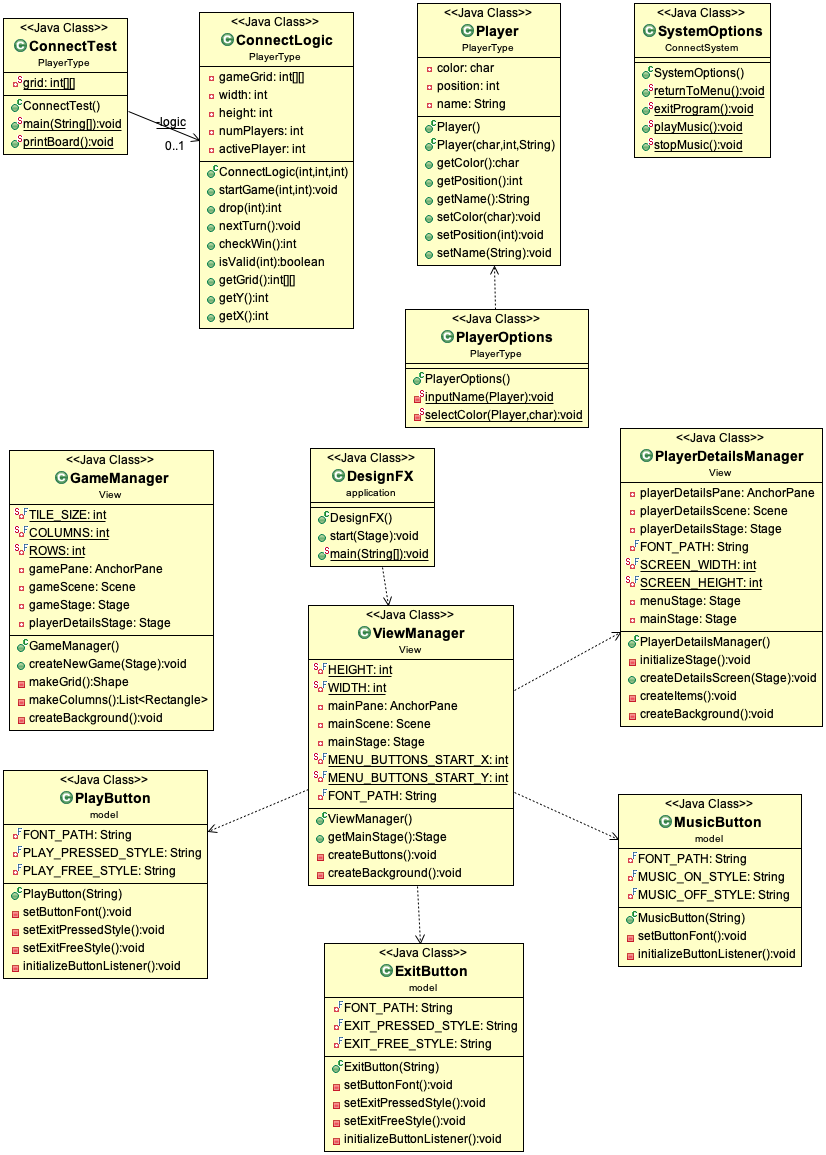 <<Java Class>>
ConnectTest
PlayerType
grid: int[][]
ConnectTest()
main(String[]):void
printBoard():void
-logic
0..1
<<Java Class>>
ConnectLogic
PlayerType
gameGrid: int[][]
width: int
height: int
numPlayers: int
activePlayer: int
ConnectLogic(int,int,int)
startGame(int,int):void
drop(int):int
nextTurn():void
checkWin():int
isValid(int):boolean
getGrid():int[][]
getY():int
getX():int
<<Java Class>>
Player
PlayerType
color: char
position: int
name: String
Player()
Player(char,int,String)
getColor():char
getPosition():int
getName():String
setColor(char):void
setPosition(int):void
setName(String):void
<<Java Class>>
SystemOptions
ConnectSystem
SystemOptions()
returnToMenu():void
exitProgram():void
playMusic():void
stopMusic():void
<<Java Class>>
PlayerOptions
PlayerType
PlayerOptions()
inputName(Player):void
selectColor(Player,char):void
<<Java Class>>
GameManager
View
TILE_SIZE: int
COLUMNS: int
ROWS: int
gamePane: AnchorPane
gameScene: Scene
gameStage: Stage
playerDetailsStage: Stage
GameManager()
createNewGame(Stage):void
makeGrid():Shape
makeColumns():List<Rectangle>
createBackground():void
<<Java Class>>
DesignFX
application
DesignFX()
start(Stage):void
main(String[]):void
<<Java Class>>
PlayerDetailsManager
View
playerDetailsPane: AnchorPane
playerDetailsScene: Scene
playerDetailsStage: Stage
FONT_PATH: String
SCREEN_WIDTH: int
SCREEN_HEIGHT: int
menuStage: Stage
mainStage: Stage
PlayerDetailsManager()
initializeStage():void
createDetailsScreen(Stage):void
createItems():void
createBackground():void
<<Java Class>>
ViewManager
View
HEIGHT: int
WIDTH: int
mainPane: AnchorPane
mainScene: Scene
mainStage: Stage
MENU_BUTTONS_START_X: int
MENU_BUTTONS_START_Y: int
FONT_PATH: String
ViewManager()
getMainStage():Stage
createButtons():void
createBackground():void
<<Java Class>>
PlayButton
model
FONT_PATH: String
PLAY_PRESSED_STYLE: String
PLAY_FREE_STYLE: String
PlayButton(String)
setButtonFont():void
setExitPressedStyle():void
setExitFreeStyle():void
initializeButtonListener():void
<<Java Class>>
MusicButton
model
FONT_PATH: String
MUSIC_ON_STYLE: String
MUSIC_OFF_STYLE: String
MusicButton(String)
setButtonFont():void
initializeButtonListener():void
<<Java Class>>
ExitButton
model
FONT_PATH: String
EXIT_PRESSED_STYLE: String
EXIT_FREE_STYLE: String
ExitButton(String)
setButtonFont():void
setExitPressedStyle():void
setExitFreeStyle():void
initializeButtonListener():void